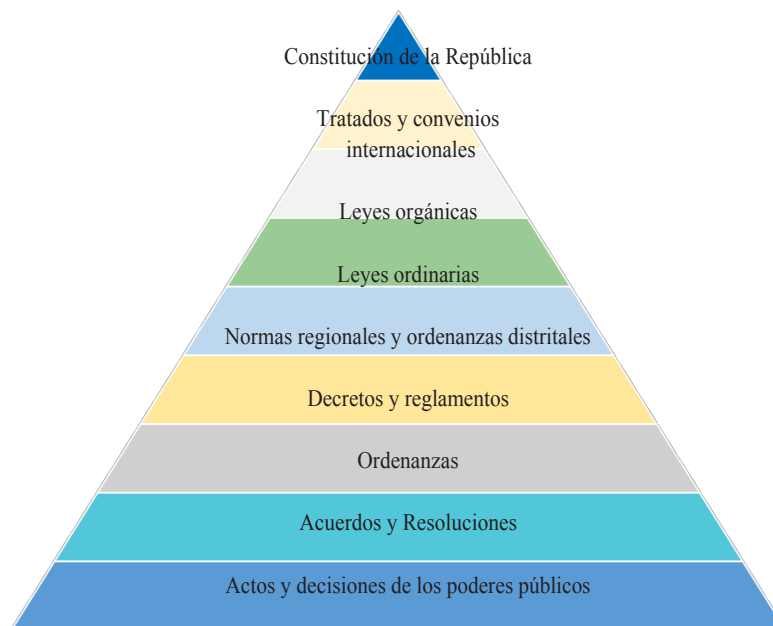 Constitución de la República
Tratados y convenios
internacionales
Leyes orgánicas
Leyes ordinarias
Normas regionales y ordenanzas distritales
Decretos y reglamentos
Ordenanzas
Acuerdos y Resoluciones
Actos y decisiones de los poderes públicos